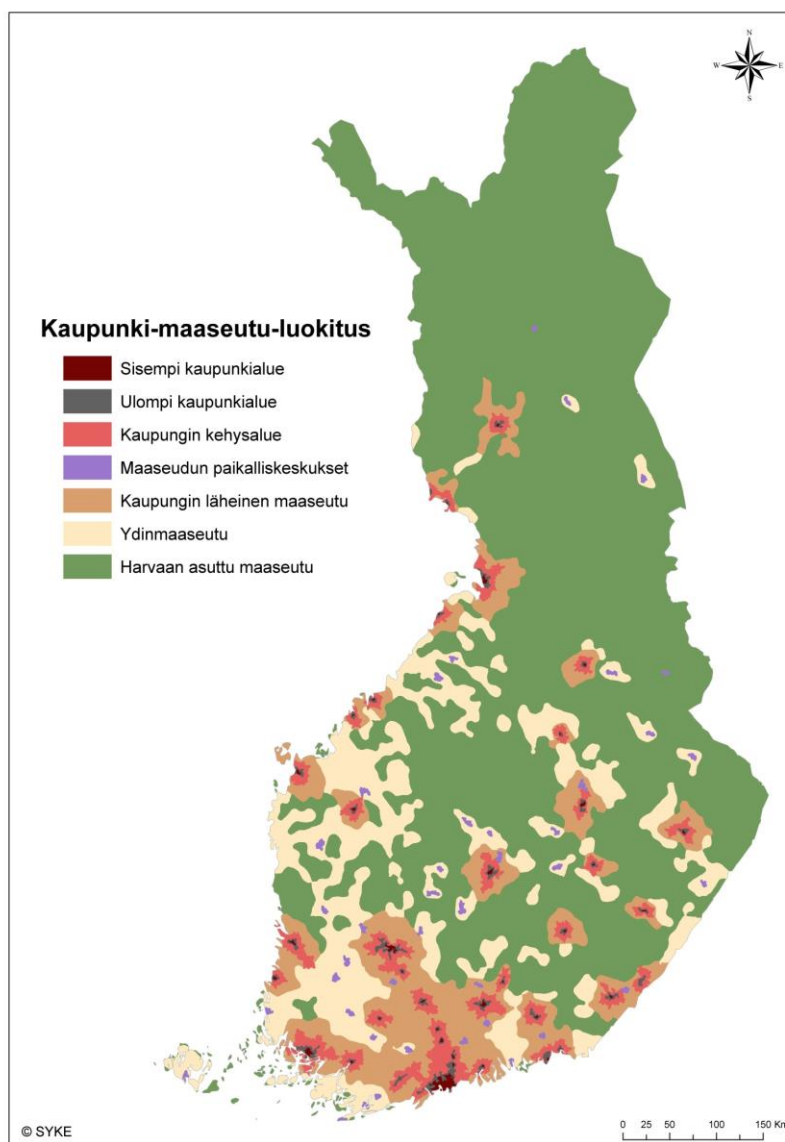 N
W E
S
Kaupunki-maaseutu-luokitus
Sisempi kaupunkialue
Ulompi kaupunkialue
Kaupungin kehysalue
Maaseudun paikalliskeskukset
Kaupungin läheinen maaseutu
Ydinmaaseutu
Harvaan asuttu maaseutu
© SYKE
0 25 50 100 150 Km